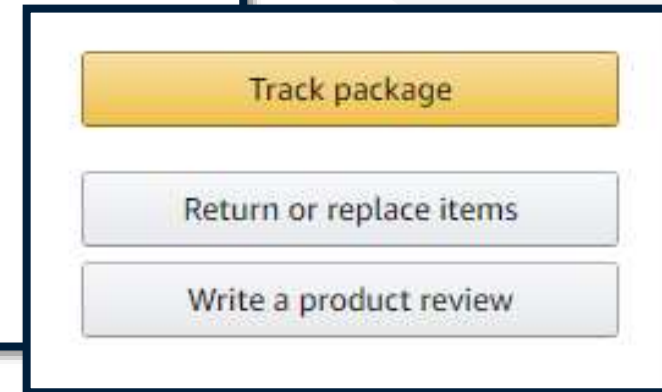 Track package
Return or replace items
Write a product review